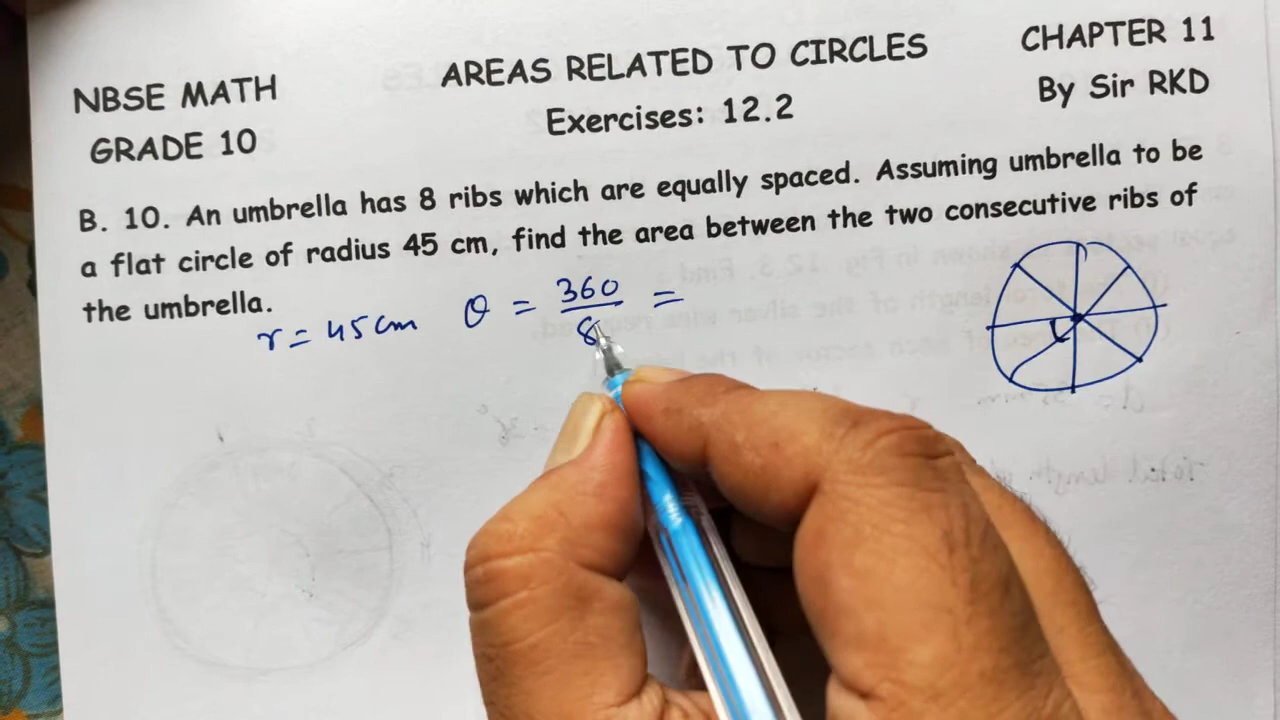 NBSE MATH
GRADE 10
AREAS RELATED TO CIRCLES
Exercises: 12.2
CHAPTER 11
By Sir RKD
B. 10. An umbrella has 8 ribs which are equally spaced. Assuming umbrella to be
a flat circle of radius 45 cm, find the area between the two consecutive ribs of
the umbrella.
r = 45 cm θ = 360/8 =